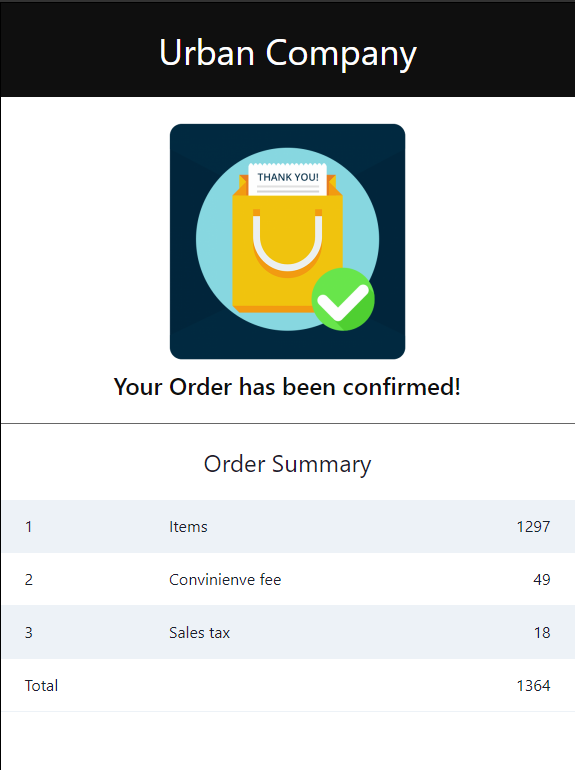 Urban Company
THANK YOU!
Your Order has been confirmed!
Order Summary
1 Items 1297
2 Convinienve fee 49
3 Sales tax 18
Total 1364